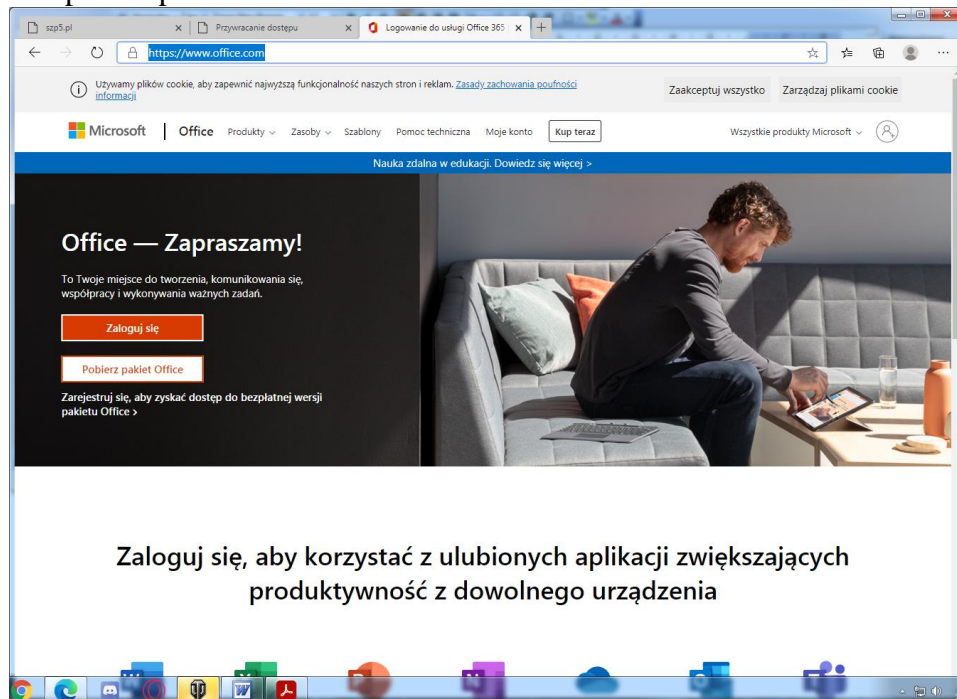 szp5.pl
Przywracanie dostępu
Logowanie do usługi Office 365
https://www.office.com
Używamy plików cookie, aby zapewnić najwyższą funkcjonalność naszych stron i reklam. Zasady zachowania poufności
informacji
Zaakceptuj wszystko
Zarządzaj plikami cookie
Microsoft
Office
Produkty
Zasoby
Szablony
Pomoc techniczna
Moje konto
Kup teraz
Wszystkie produkty Microsoft
Nauka zdalna w edukacji. Dowiedz się więcej >
Office — Zapraszamy!
To Twoje miejsce do tworzenia, komunikowania się,
współpracy i wykonywania ważnych zadań.
Zaloguj się
Pobierz pakiet Office
Zarejestruj się, aby zyskać dostęp do bezpłatnej wersji
pakietu Office >
Zaloguj się, aby korzystać z ulubionych aplikacji zwiększających
produktywność z dowolnego urządzenia